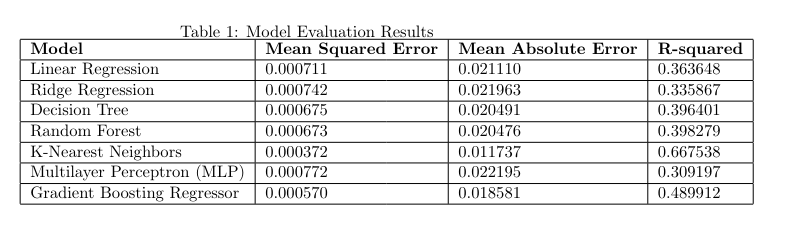 Table 1: Model Evaluation Results
Model Mean Squared Error Mean Absolute Error R-squared
Linear Regression 0.000711 0.021110 0.363648
Ridge Regression 0.000742 0.021963 0.335867
Decision Tree 0.000675 0.020491 0.396401
Random Forest 0.000673 0.020476 0.398279
K-Nearest Neighbors 0.000372 0.011737 0.667538
Multilayer Perceptron (MLP) 0.000772 0.022195 0.309197
Gradient Boosting Regressor 0.000570 0.018581 0.489912